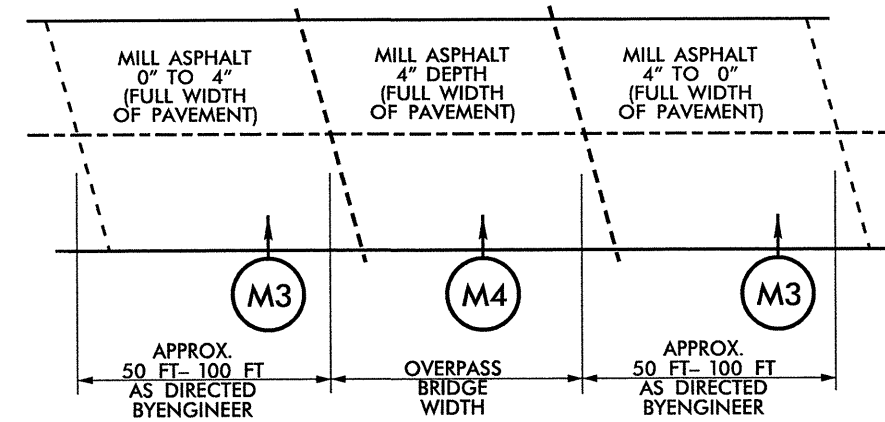 MILL ASPHALT
0" TO 4"
(FULL WIDTH
OF PAVEMENT)
MILL ASPHALT
4" DEPTH
(FULL WIDTH
OF PAVEMENT)
MILL ASPHALT
4" TO 0"
(FULL WIDTH
OF PAVEMENT)
M3
M4
M3
APPROX.
50 FT– 100 FT
AS DIRECTED
BYENGINEER
OVERPASS
BRIDGE
WIDTH
APPROX.
50 FT– 100 FT
AS DIRECTED
BYENGINEER